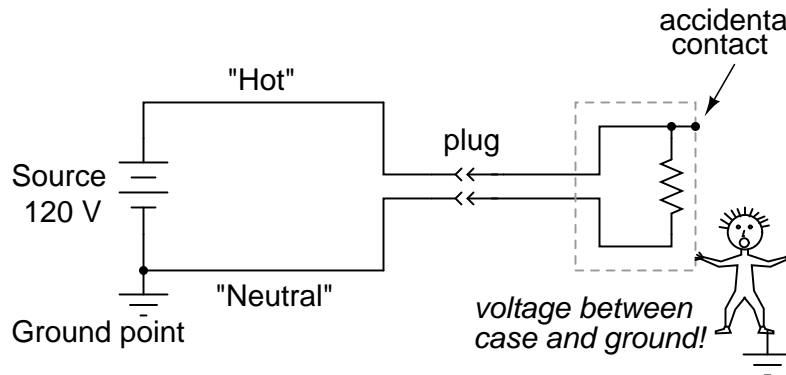 accidenta
contact
"Hot"
plug
Source
120 V
"Neutral"
voltage between
case and ground!
Ground point